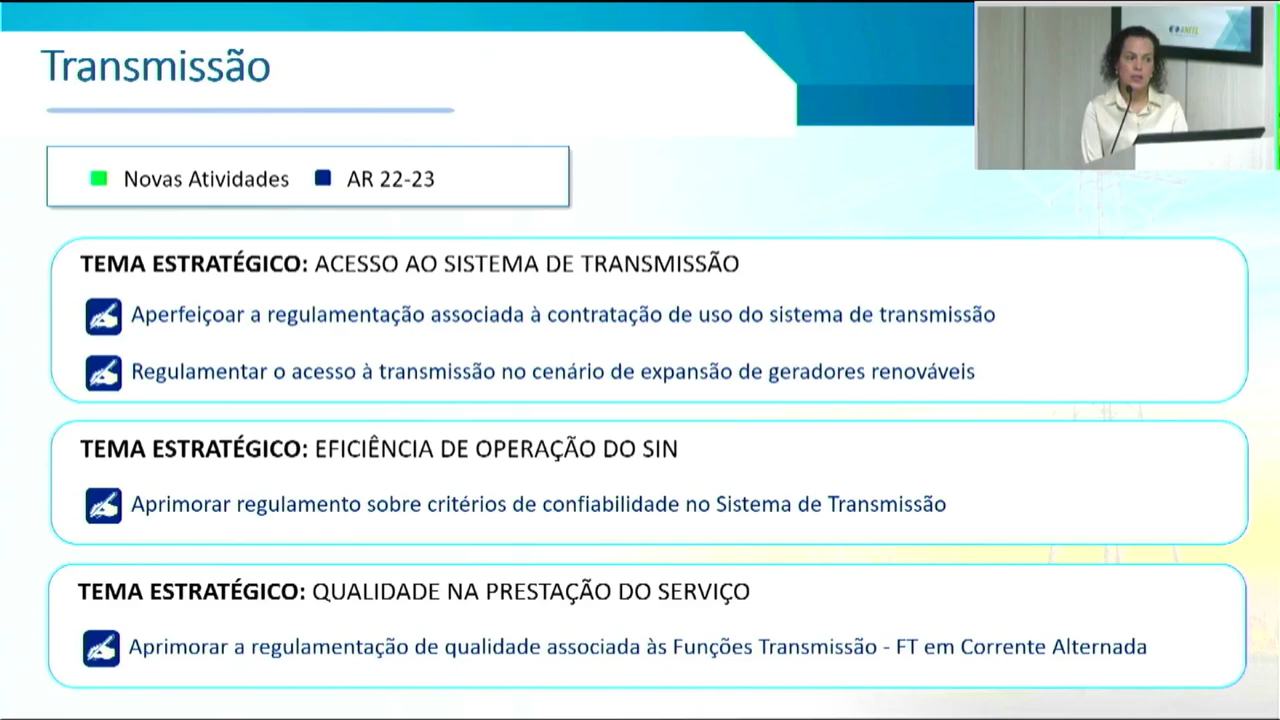 Transmissão
Novas Atividades AR 22-23
TEMA ESTRATÉGICO: ACESSO AO SISTEMA DE TRANSMISSÃO
Aperfeiçoar a regulamentação associada à contratação de uso do sistema de transmissão
Regulamentar o acesso à transmissão no cenário de expansão de geradores renováveis
TEMA ESTRATÉGICO: EFICIÊNCIA DE OPERAÇÃO DO SIN
Aprimorar regulamento sobre critérios de confiabilidade no Sistema de Transmissão
TEMA ESTRATÉGICO: QUALIDADE NA PRESTAÇÃO DO SERVIÇO
Aprimorar a regulamentação de qualidade associada às Funções Transmissão - FT em Corrente Alternada